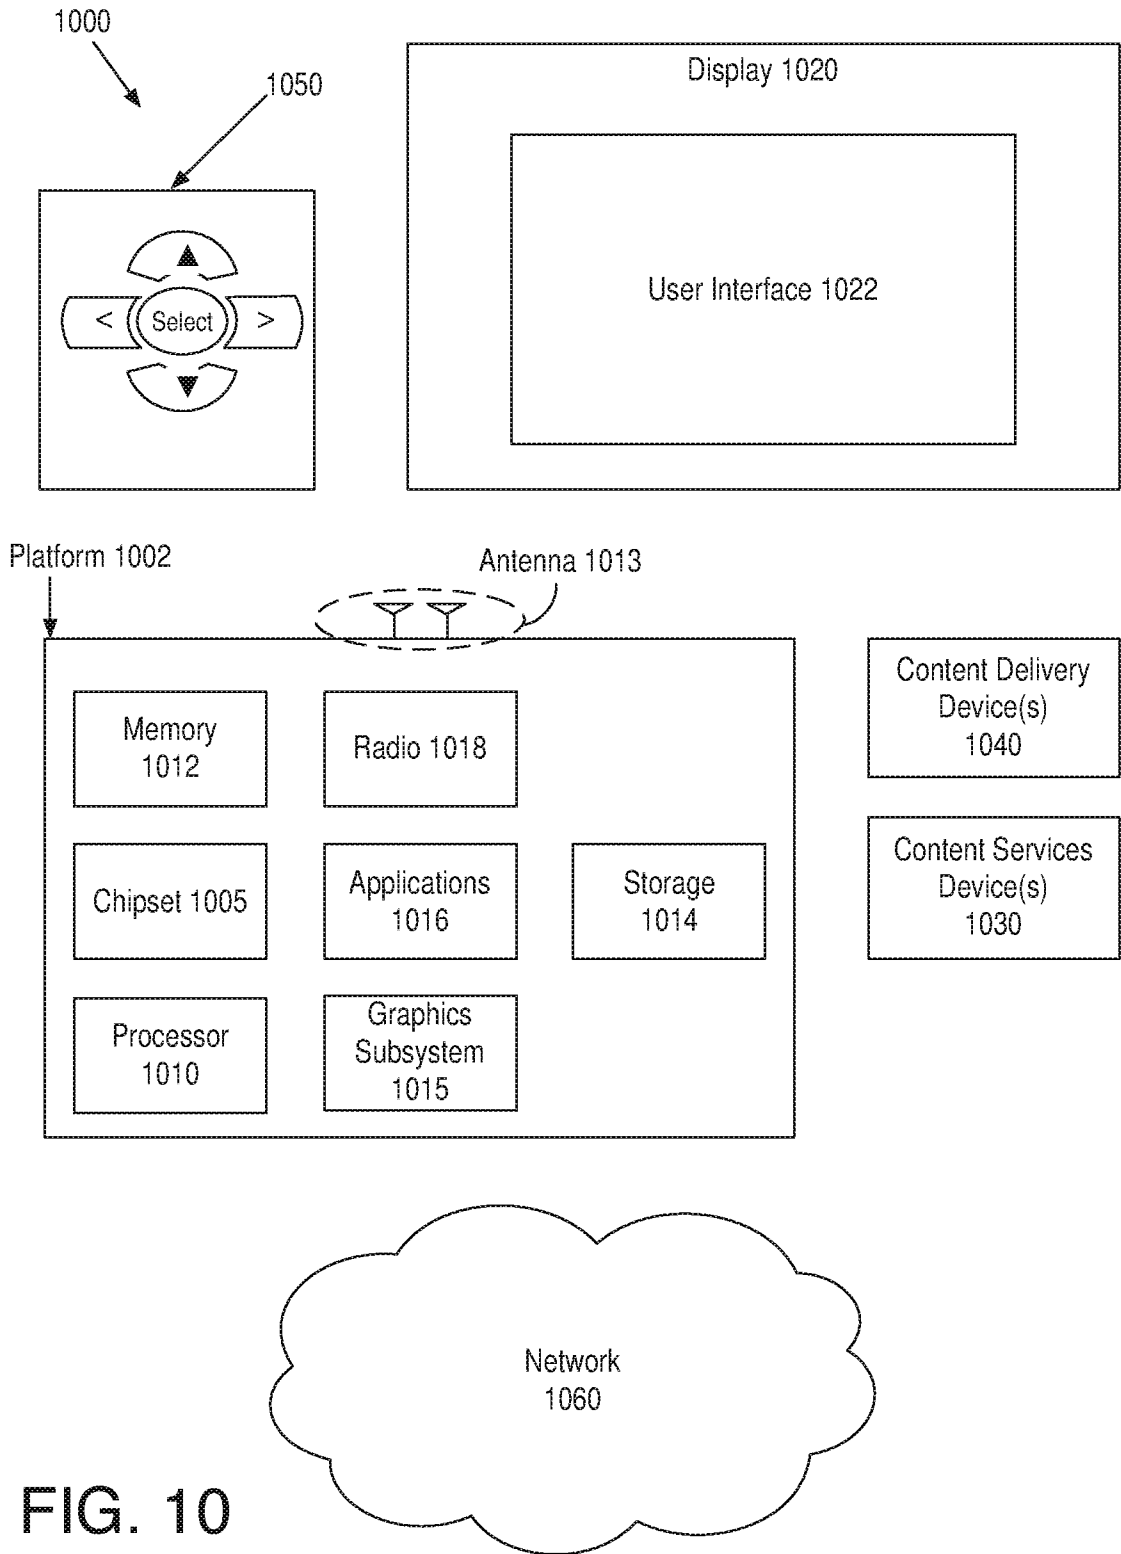 1000
1050
Display 1020
User Interface 1022
<
Select
>
Platform 1002
Antenna 1013
Memory
1012
Radio 1018
Content Delivery
Device(s)
1040
Chipset 1005
Applications
1016
Storage
1014
Content Services
Device(s)
1030
Processor
1010
Graphics
Subsystem
1015
Network
1060
FIG. 10